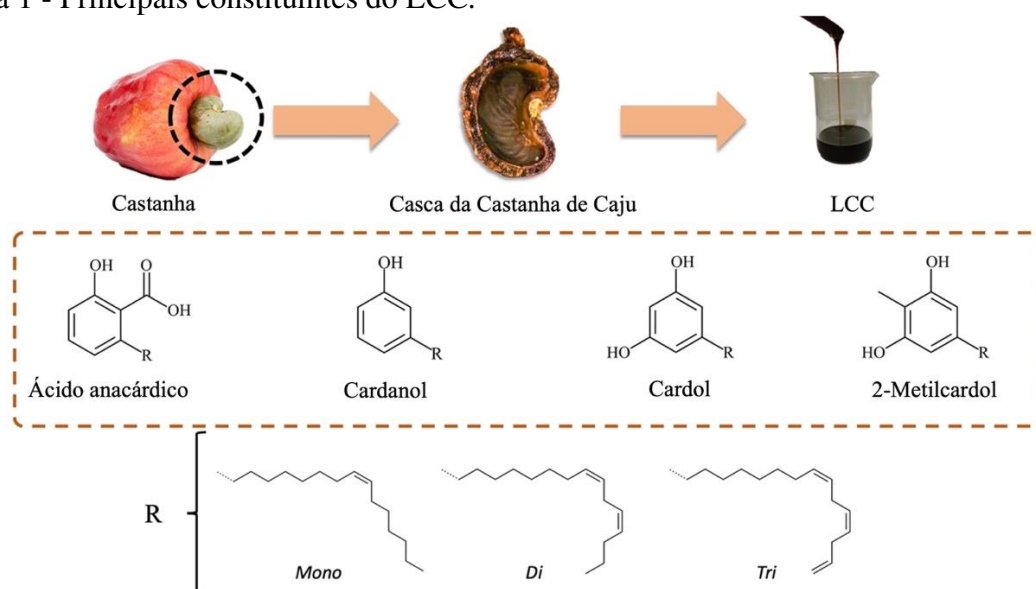 a 1 - Principais constituintes do LCC.
Castanha
Casca da Castanha de Caju
LCC
OH
O
OH
R
Ácido anacárdico
OH
R
Cardanol
OH
HO
R
Cardol
OH
HO
R
2-Metilcardol
R
Mono
Di
Tri